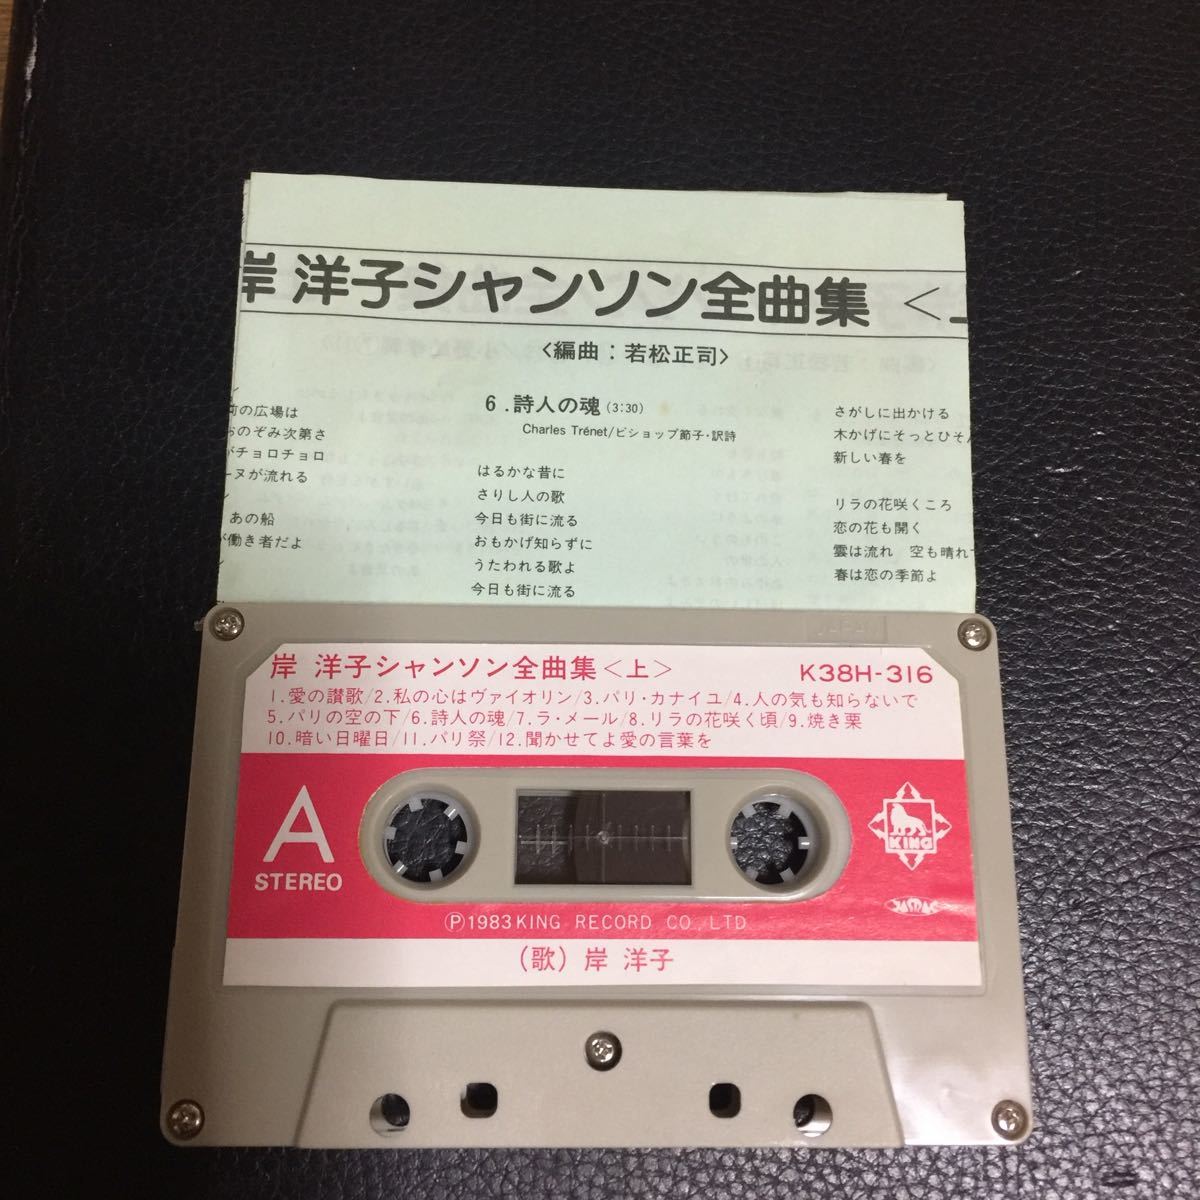 岸 洋子シャンソン全曲集 <
<編曲：若松正司>
街の広場は
おのぞみ次第さ
がチョロチョロ
ーヌが流れる
あの船
働き者だよ
6.詩人の魂(3:30)
Charles Trénet/ビショップ節子・訳詩
はるかな昔に
さりし人の歌
今日も街に流る
おもかげ知らずに
うたわれる歌よ
今日も街に流る
さがしに出かける
木かげにそっとひそん
新しい春を
リラの花咲くころ
恋の花も開く
雲は流れ 空も晴れて
春は恋の季節よ
岸 洋子シャンソン全曲集<上> K38H-316
1.愛の讃歌/2.私の心はヴァイオリン/3.パリ・カナイユ/4.人の気も知らないで
5.パリの空の下/6.詩人の魂/7.ラ・メール/8.リラの花咲く頃/9.焼き栗
10.暗い日曜日/11.パリ祭/12.聞かせてよ愛の言葉を
A
STEREO
KING
JASRAC
Ⓟ1983 KING RECORD CO., LTD
(歌)岸 洋子